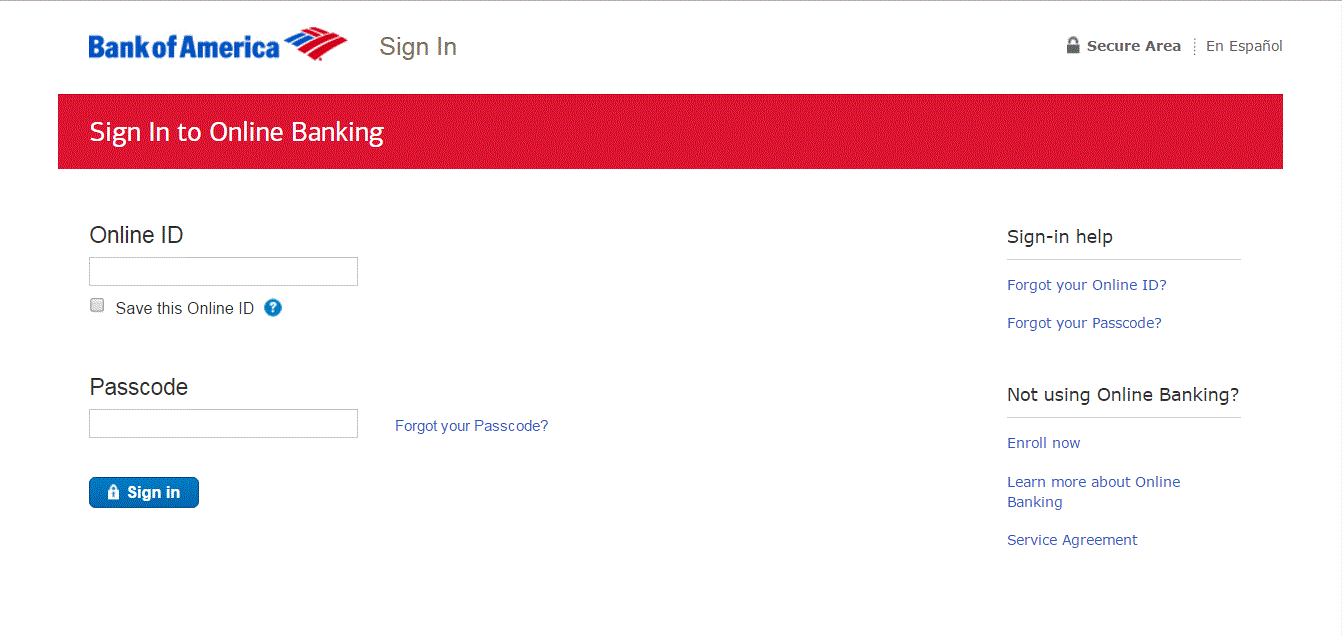 Bank of America
Sign In
Secure Area
En Español
Sign In to Online Banking
Online ID
Save this Online ID ?
Passcode
Forgot your Passcode?
Sign in
Sign-in help
Forgot your Online ID?
Forgot your Passcode?
Not using Online Banking?
Enroll now
Learn more about Online
Banking
Service Agreement